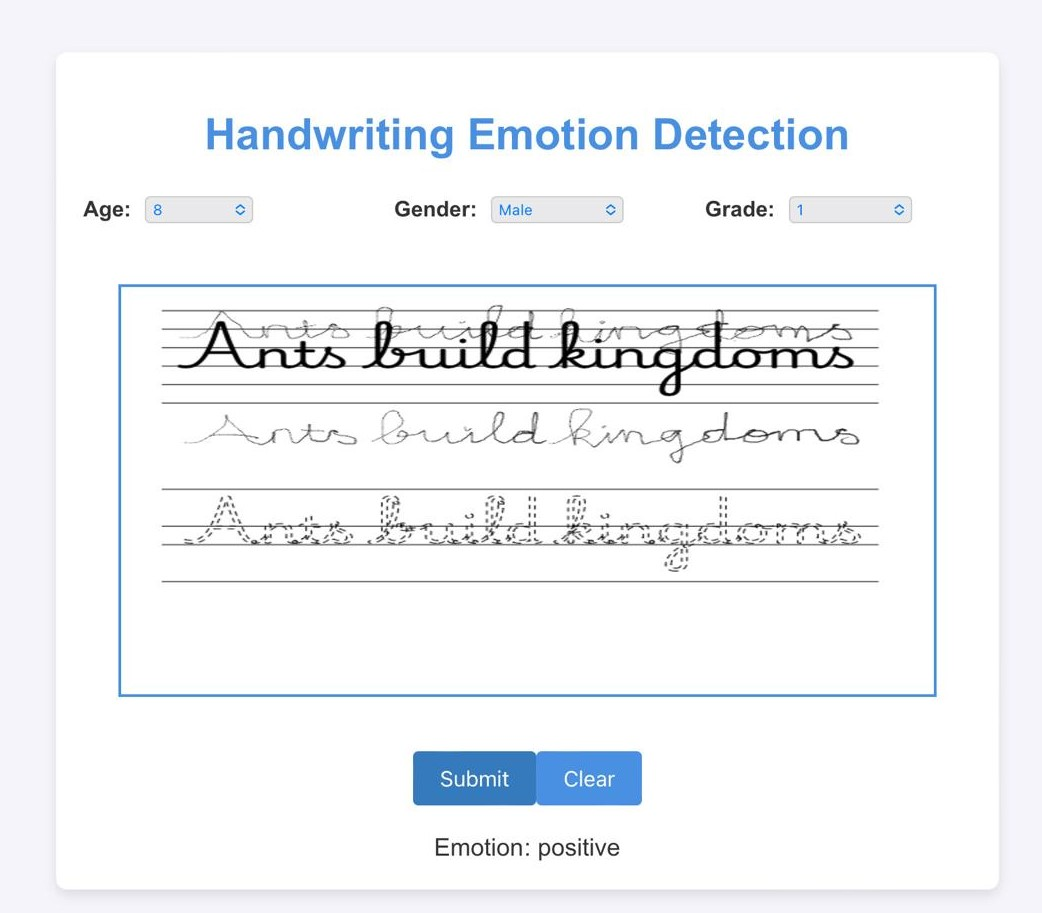 Handwriting Emotion Detection
Age: 8 Gender: Male Grade: 1
Ants build kingdoms
Ants build kingdoms
Ants build kingdoms
Ants build kingdoms
Submit Clear
Emotion: positive